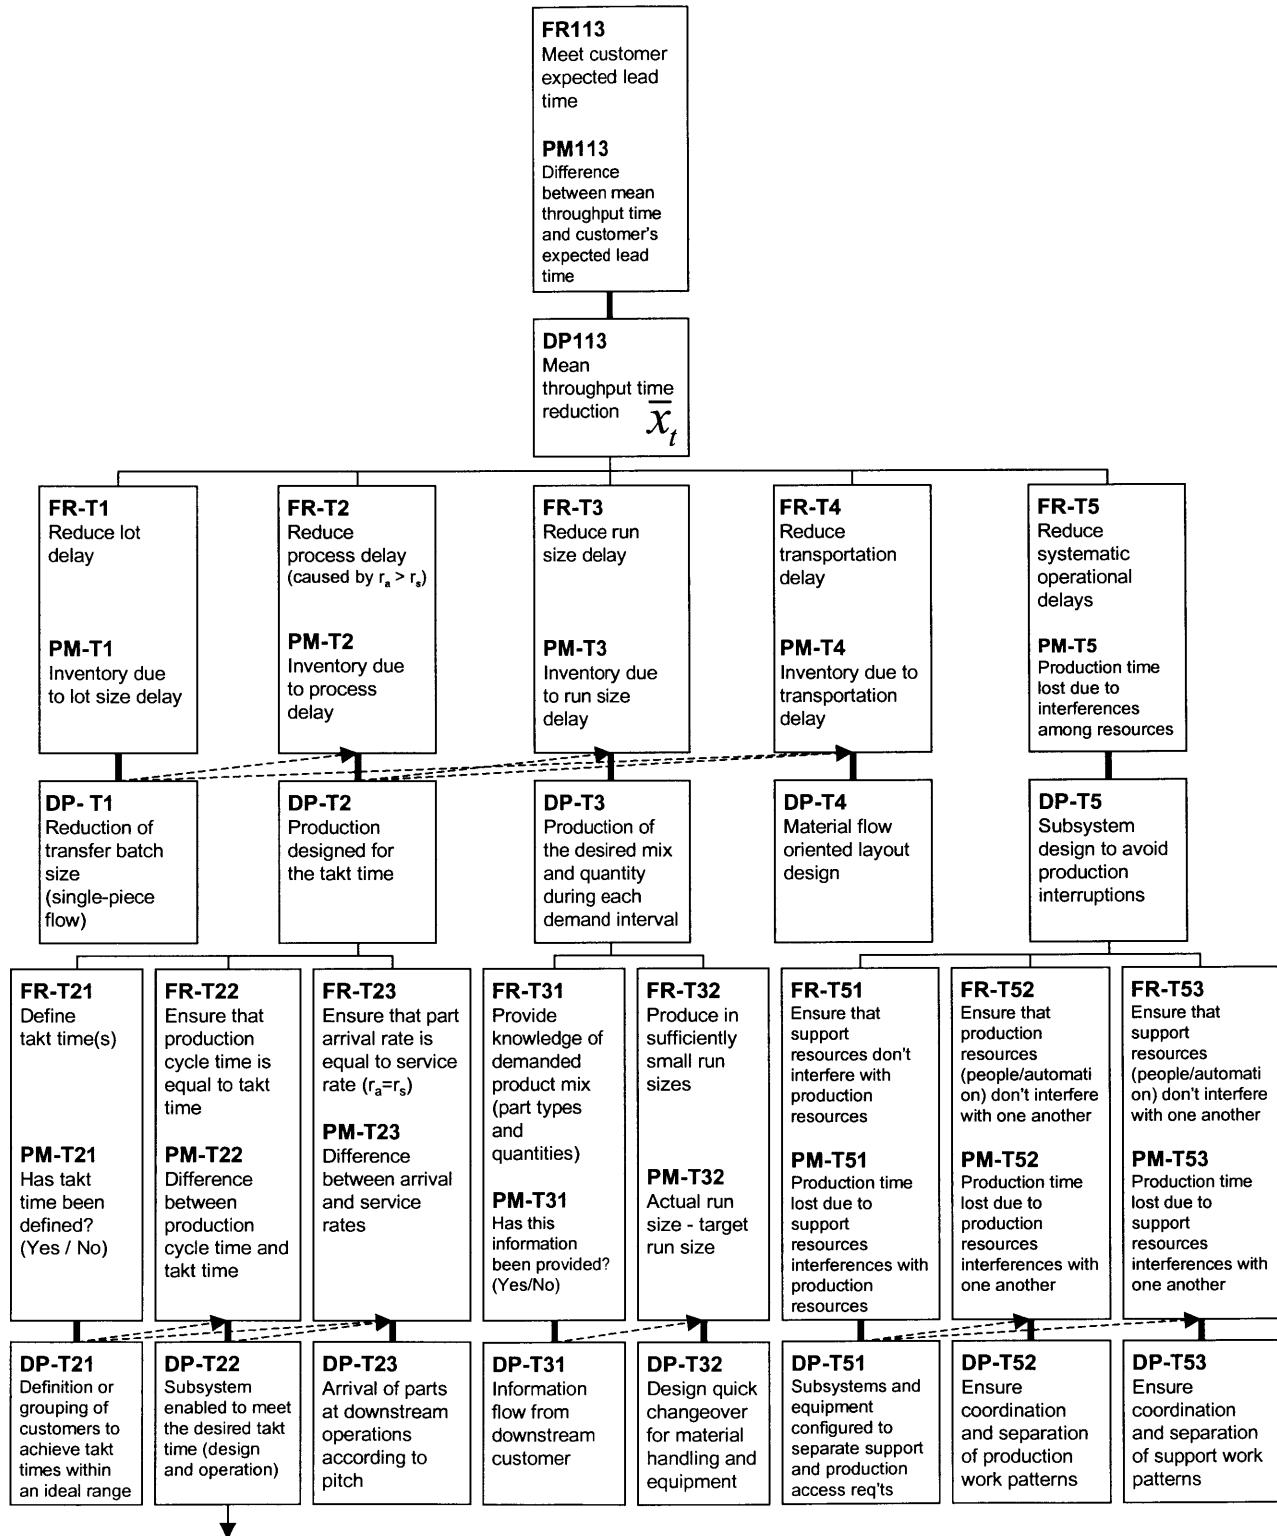 FR113
Meet customer
expected lead
time
PM113
Difference
between mean
throughput time
and customer's
expected lead
time
DP113
Mean
throughput time
reduction x̄t
FR-T1
Reduce lot
delay
PM-T1
Inventory due
to lot size delay
FR-T2
Reduce
process delay
(caused by ra > rs)
PM-T2
Inventory due
to process
delay
FR-T3
Reduce run
size delay
PM-T3
Inventory due
to run size
delay
FR-T4
Reduce
transportation
delay
PM-T4
Inventory due to
transportation
delay
FR-T5
Reduce
systematic
operational
delays
PM-T5
Production time
lost due to
interferences
among resources
DP- T1
Reduction of
transfer batch
size
(single-piece
flow)
DP-T2
Production
designed for
the takt time
DP-T3
Production of
the desired mix
and quantity
during each
demand interval
DP-T4
Material flow
oriented layout
design
DP-T5
Subsystem
design to avoid
production
interruptions
FR-T21
Define
takt time(s)
PM-T21
Has takt
time been
defined?
(Yes / No)
FR-T22
Ensure that
production
cycle time is
equal to takt
time
PM-T22
Difference
between
production
cycle time and
takt time
FR-T23
Ensure that part
arrival rate is
equal to service
rate (ra=rs)
PM-T23
Difference
between arrival
and service
rates
FR-T31
Provide
knowledge of
demanded
product mix
(part types
and
quantities)
PM-T31
Has this
information
been provided?
(Yes/No)
FR-T32
Produce in
sufficiently
small run
sizes
PM-T32
Actual run
size - target
run size
FR-T51
Ensure that
support
resources don't
interfere with
production
resources
PM-T51
Production time
lost due to
support
resources
interferences with
production
resources
FR-T52
Ensure that
production
resources
(people/automati
on) don't interfere
with one another
PM-T52
Production time
lost due to
production
resources
interferences with
one another
FR-T53
Ensure that
support
resources
(people/automati
on) don't interfere
with one another
PM-T53
Production time
lost due to
support
resources
interferences with
one another
DP-T21
Definition or
grouping of
customers to
achieve takt
times within
an ideal range
DP-T22
Subsystem
enabled to meet
the desired takt
time (design
and operation)
DP-T23
Arrival of parts
at downstream
operations
according to
pitch
DP-T31
Information
flow from
downstream
customer
DP-T32
Design quick
changeover
for material
handling and
equipment
DP-T51
Subsystems and
equipment
configured to
separate support
and production
access req'ts
DP-T52
Ensure
coordination
and separation
of production
work patterns
DP-T53
Ensure
coordination
and separation
of support work
patterns